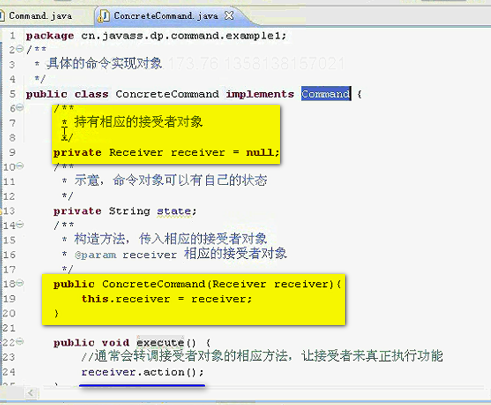 Command.java ConcreteCommand.java
1 package cn.javass.dp.command.example1;
2 /**
3 * 具体的命令实现对象
4 */
5 public class ConcreteCommand implements Command {
6 /**
7 * 持有相应的接受者对象
8 */
9 private Receiver receiver = null;
10 /**
11 * 示意，命令对象可以有自己的状态
12 */
13 private String state;
14 /**
15 * 构造方法，传入相应的接受者对象
16 * @param receiver 相应的接受者对象
17 */
18 public ConcreteCommand(Receiver receiver){
19 this.receiver = receiver;
20 }
21
22 public void execute() {
23 //通常会转调接受者对象的相应方法，让接受者来真正执行功能
24 receiver.action();
25 }